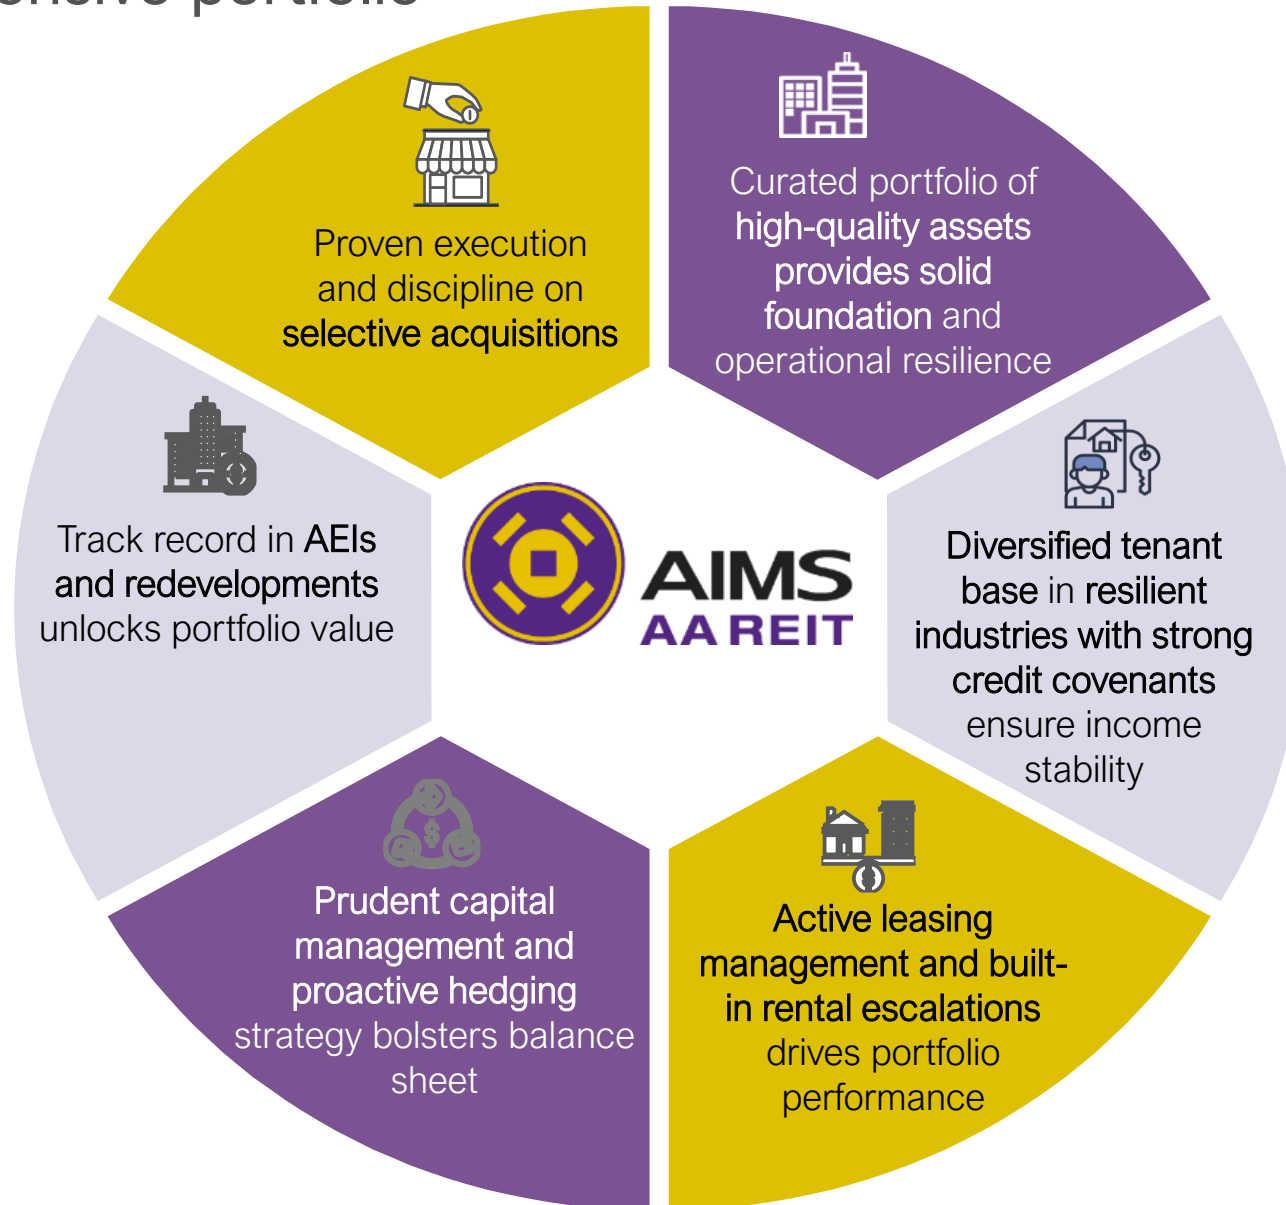 portfolio
Proven execution
and discipline on
selective acquisitions
Curated portfolio of
high-quality assets
provides solid
foundation and
operational resilience
Track record in AEIs
and redevelopments
unlocks portfolio value
AIMS
AA REIT
Diversified tenant
base in resilient
industries with strong
credit covenants
ensure income
stability
Prudent capital
management and
proactive hedging
strategy bolsters balance
sheet
Active leasing
management and built-
in rental escalations
drives portfolio
performance